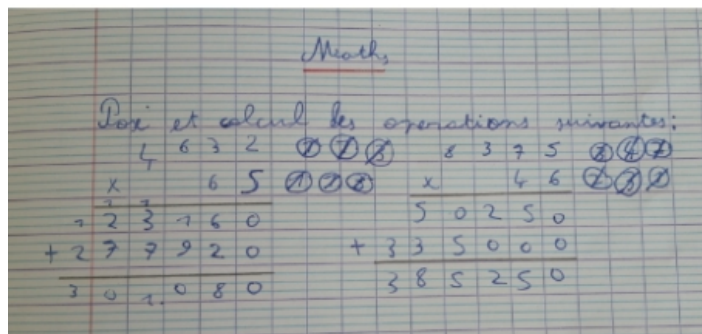 Maths
Pose et calcul les operations suivantes:
4 6 3 2 8 3 7 5
x 6 5 x 4 6
2 3 1 6 0 5 0 2 5 0
+ 2 7 7 9 2 0 + 3 3 5 0 0 0
3 0 1 0 8 0 3 8 5 2 5 0